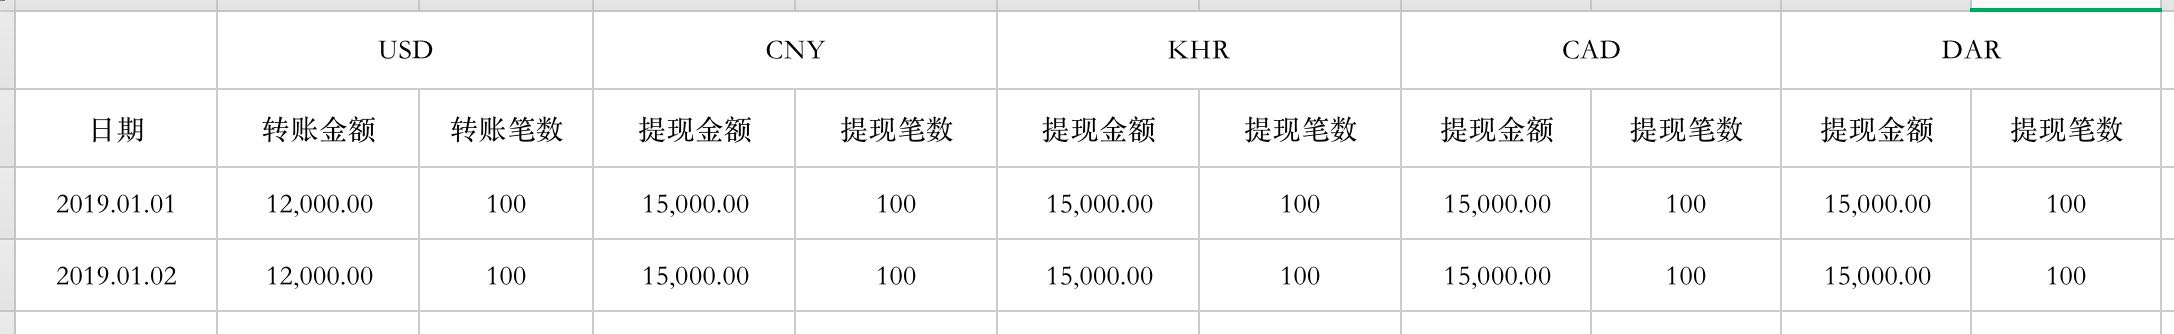 USD CNY KHR CAD DAR
日期 转账金额 转账笔数 提现金额 提现笔数 提现金额 提现笔数 提现金额 提现笔数 提现金额 提现笔数
2019.01.01 12,000.00 100 15,000.00 100 15,000.00 100 15,000.00 100 15,000.00 100
2019.01.02 12,000.00 100 15,000.00 100 15,000.00 100 15,000.00 100 15,000.00 100